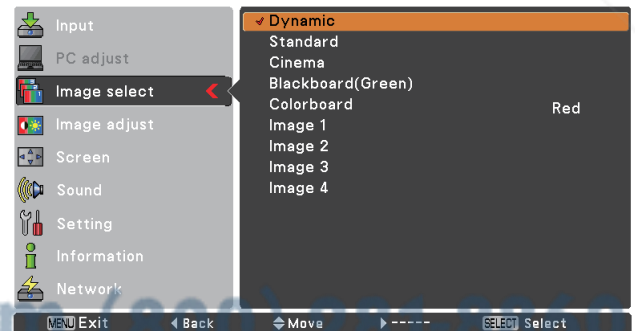 Input
PC adjust
Image select
Image adjust
Screen
Sound
Setting
Information
Network
Dynamic
Standard
Cinema
Blackboard(Green)
Colorboard Red
Image 1
Image 2
Image 3
Image 4
MENU Exit Back Move ----- SELECT Select